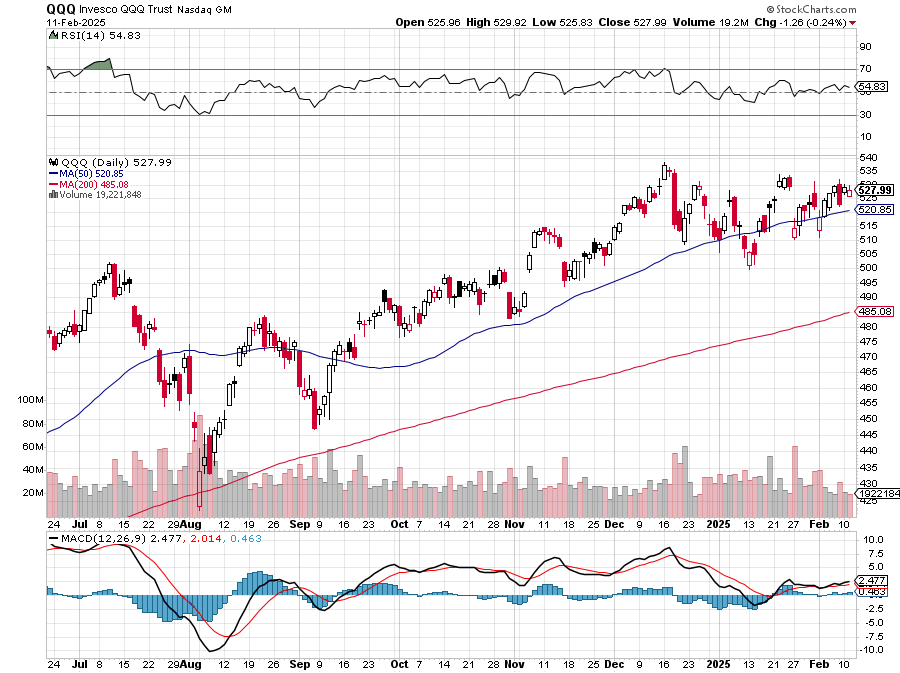 QQQ Invesco QQQ Trust Nasdaq GM
© StockCharts.com
11-Feb-2025
Open 525.96 High 529.92 Low 525.83 Close 527.99 Volume 19.2M Chg -1.26 (-0.24%)
RSI(14) 54.83
90
70
54.83
50
30
10
QQQ (Daily) 527.99
MA(50) 520.85
MA(200) 485.08
Volume 19,221,848
540
535
527.99
520.85
515
510
505
500
495
490
485.08
480
475
470
465
460
455
450
445
440
435
430
425
1922184
100M
80M
60M
40M
20M
24 Jul 8 15 22 29 Aug 12 19 26 Sep 9 16 23 Oct 7 14 21 28 Nov 11 18 25 Dec 9 16 23 2025 13 21 27 Feb 10
MACD(12,26,9) 2.477, 2.014, 0.463
10.0
7.5
5.0
2.477
0.463
-2.5
-5.0
-7.5
-10.0
24 Jul 8 15 22 29 Aug 12 19 26 Sep 9 16 23 Oct 7 14 21 28 Nov 11 18 25 Dec 9 16 23 2025 13 21 27 Feb 10